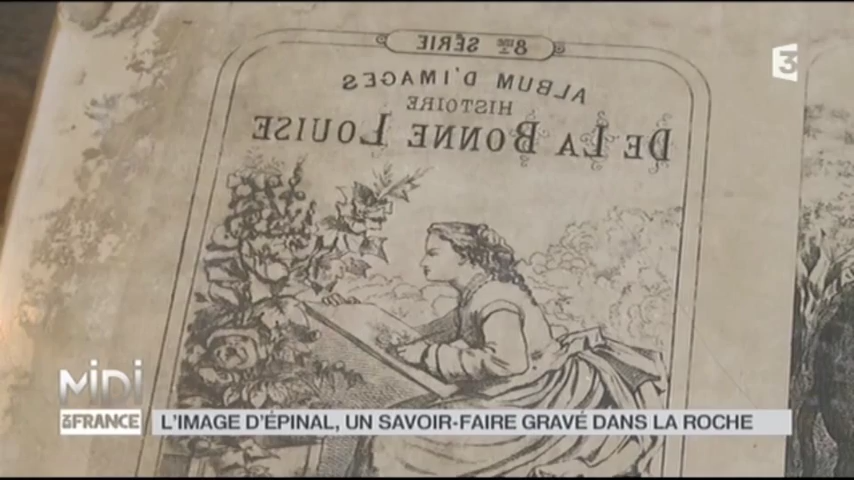 8me SÉRIE
ALBUM D'IMAGES
HISTOIRE
DE LA BONNE LOUISE
3
MiDi
EN FRANCE
L'IMAGE D'ÉPINAL, UN SAVOIR-FAIRE GRAVÉ DANS LA ROCHE